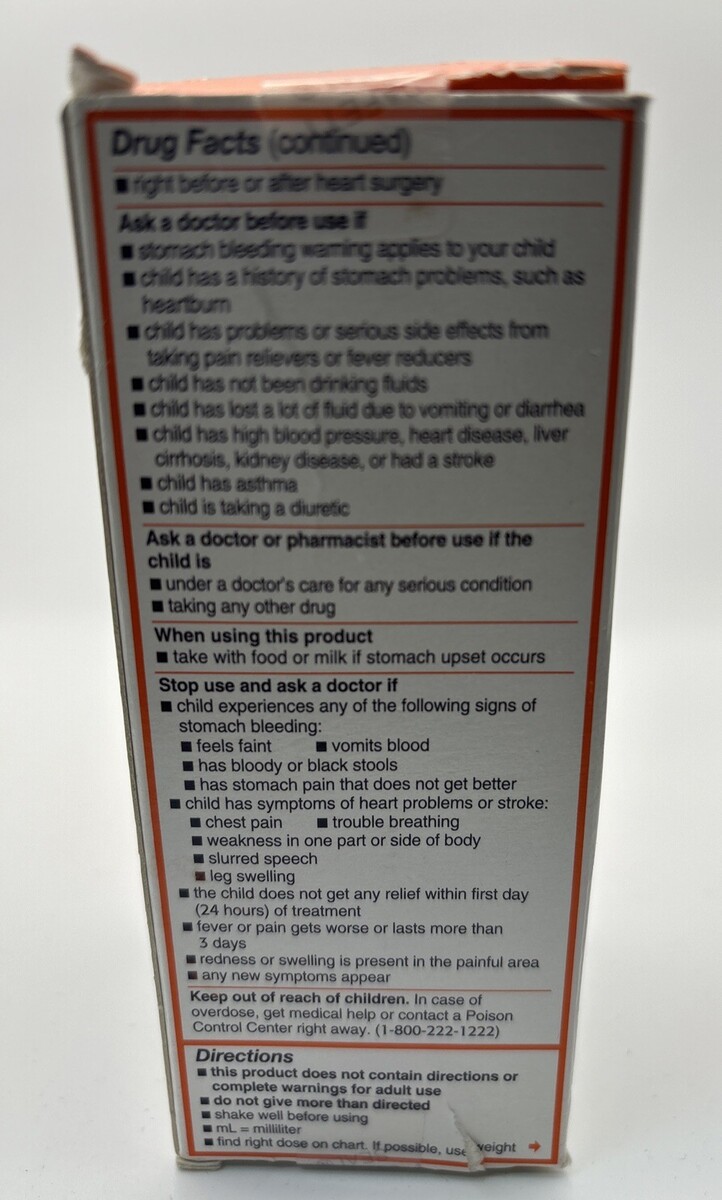 Drug Facts (continued)
■ right before or after heart surgery
Ask a doctor before use if
■ stomach bleeding warning applies to your child
■ child has a history of stomach problems, such as
heartburn
■ child has problems or serious side effects from
taking pain relievers or fever reducers
■ child has not been drinking fluids
■ child has lost a lot of fluid due to vomiting or diarrhea
■ child has high blood pressure, heart disease, liver
cirrhosis, kidney disease, or had a stroke
■ child has asthma
■ child is taking a diuretic
Ask a doctor or pharmacist before use if the
child is
■ under a doctor's care for any serious condition
■ taking any other drug
When using this product
■ take with food or milk if stomach upset occurs
Stop use and ask a doctor if
■ child experiences any of the following signs of
stomach bleeding:
■ feels faint ■ vomits blood
■ has bloody or black stools
■ has stomach pain that does not get better
■ child has symptoms of heart problems or stroke:
■ chest pain ■ trouble breathing
■ weakness in one part or side of body
■ slurred speech
■ leg swelling
■ the child does not get any relief within first day
(24 hours) of treatment
■ fever or pain gets worse or lasts more than
3 days
■ redness or swelling is present in the painful area
■ any new symptoms appear
Keep out of reach of children. In case of
overdose, get medical help or contact a Poison
Control Center right away. (1-800-222-1222)
Directions
■ this product does not contain directions or
complete warnings for adult use
■ do not give more than directed
■ shake well before using
■ mL = milliliter
■ find right dose on chart. If possible, use weight